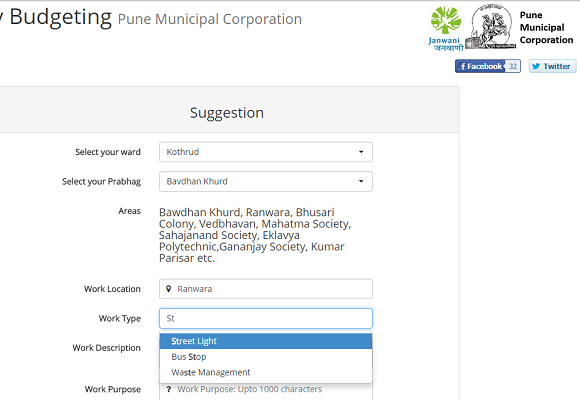 y Budgeting Pune Municipal Corporation
Janwani
जनवाणी
Pune
Municipal
Corporation
Facebook 32 Twitter
Suggestion
Select your ward Kothrud
Select your Prabhag Bavdhan Khurd
Areas Bawdhan Khurd, Ranwara, Bhusari
Colony, Vedbhavan, Mahatma Society,
Sahajanand Society, Eklavya
Polytechnic,Gananjay Society, Kumar
Parisar etc.
Work Location Ranwara
Work Type St
Street Light
Work Description Bus Stop
Waste Management
Work Purpose ? Work Purpose: Upto 1000 characters